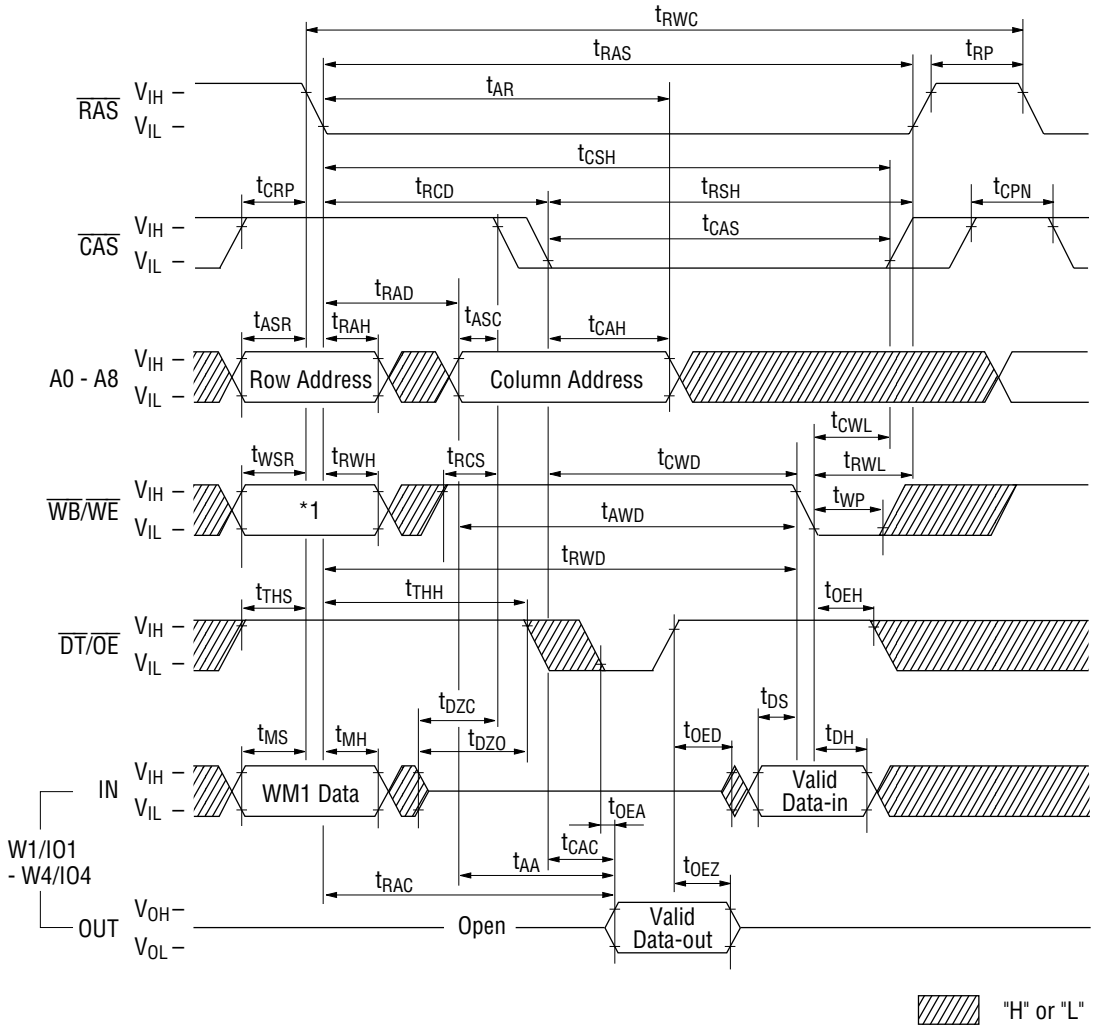 tRWC
tRAS
tRP
tAR
RAS
VIH
VIL
tCSH
tCRP
tRCD
tRSH
tCPN
CAS
VIH
VIL
tCAS
tRAD
tASR
tRAH
tASC
tCAH
A0 - A8
VIH
VIL
Row Address
Column Address
tCWL
tWSR
tRWH
tRCS
tCWD
tRWL
WB/WE
VIH
VIL
*1
tWP
tAWD
tRWD
tTHS
tTHH
tOEH
DT/OE
VIH
VIL
tDZC
tDS
tMS
tMH
tDZO
tOED
tDH
IN
VIH
VIL
WM1 Data
Valid
Data-in
tOEA
W1/IO1
- W4/IO4
tCAC
tAA
tOEZ
tRAC
OUT
VOH
VOL
Open
Valid
Data-out
"H" or "L"